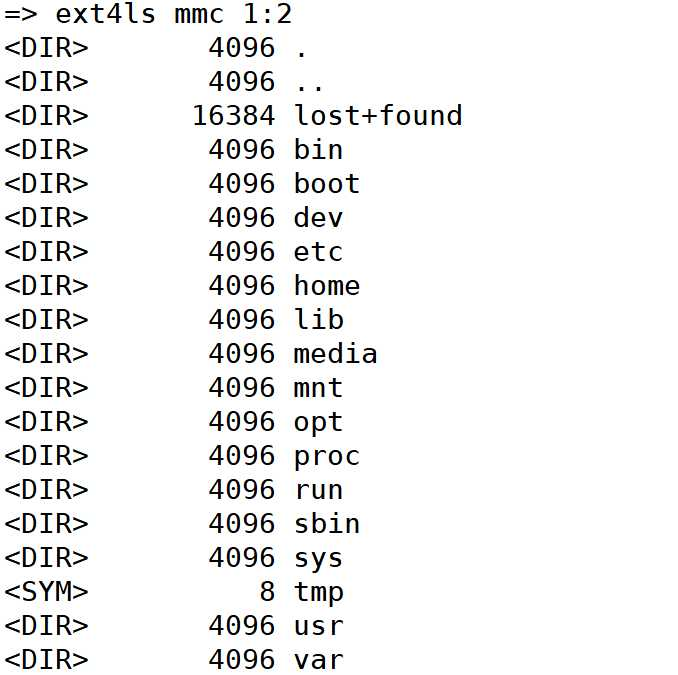 => ext4ls mmc 1:2
<DIR>       4096 .
<DIR>       4096 ..
<DIR>      16384 lost+found
<DIR>       4096 bin
<DIR>       4096 boot
<DIR>       4096 dev
<DIR>       4096 etc
<DIR>       4096 home
<DIR>       4096 lib
<DIR>       4096 media
<DIR>       4096 mnt
<DIR>       4096 opt
<DIR>       4096 proc
<DIR>       4096 run
<DIR>       4096 sbin
<DIR>       4096 sys
<SYM>          8 tmp
<DIR>       4096 usr
<DIR>       4096 var